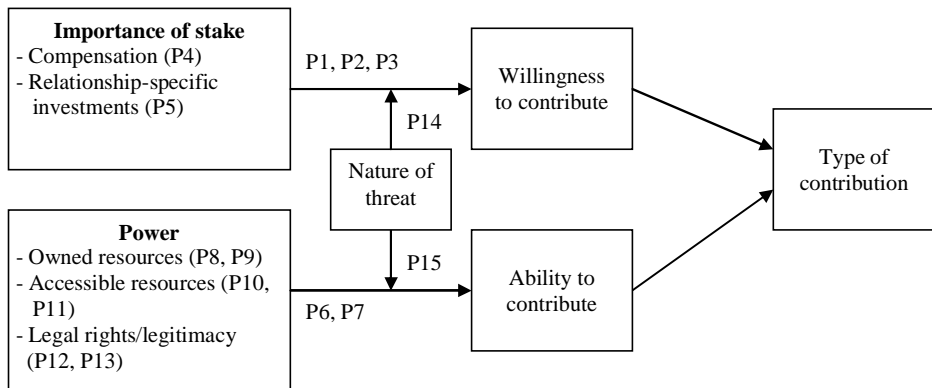 Importance of stake
- Compensation (P4)
- Relationship-specific
investments (P5)
P1, P2, P3
Willingness
to contribute
P14
Nature of
threat
Type of
contribution
Power
- Owned resources (P8, P9)
- Accessible resources (P10,
P11)
- Legal rights/legitimacy
(P12, P13)
P15
P6, P7
Ability to
contribute